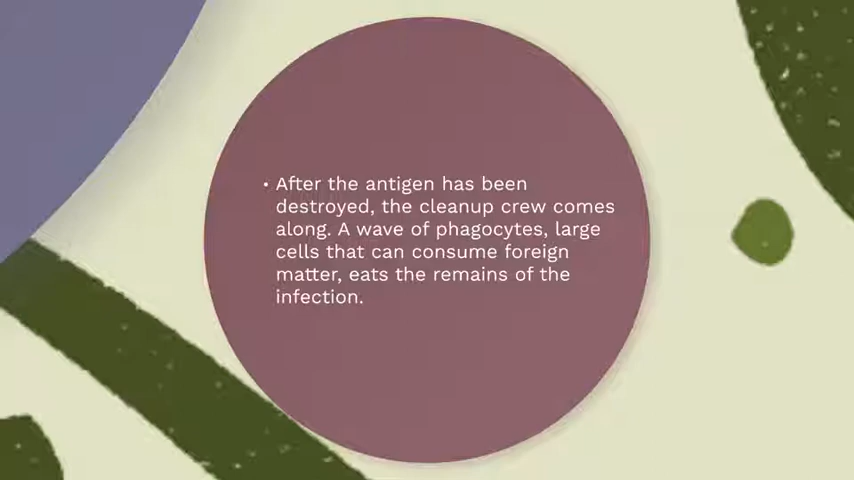 • After the antigen has been
destroyed, the cleanup crew comes
along. A wave of phagocytes, large
cells that can consume foreign
matter, eats the remains of the
infection.